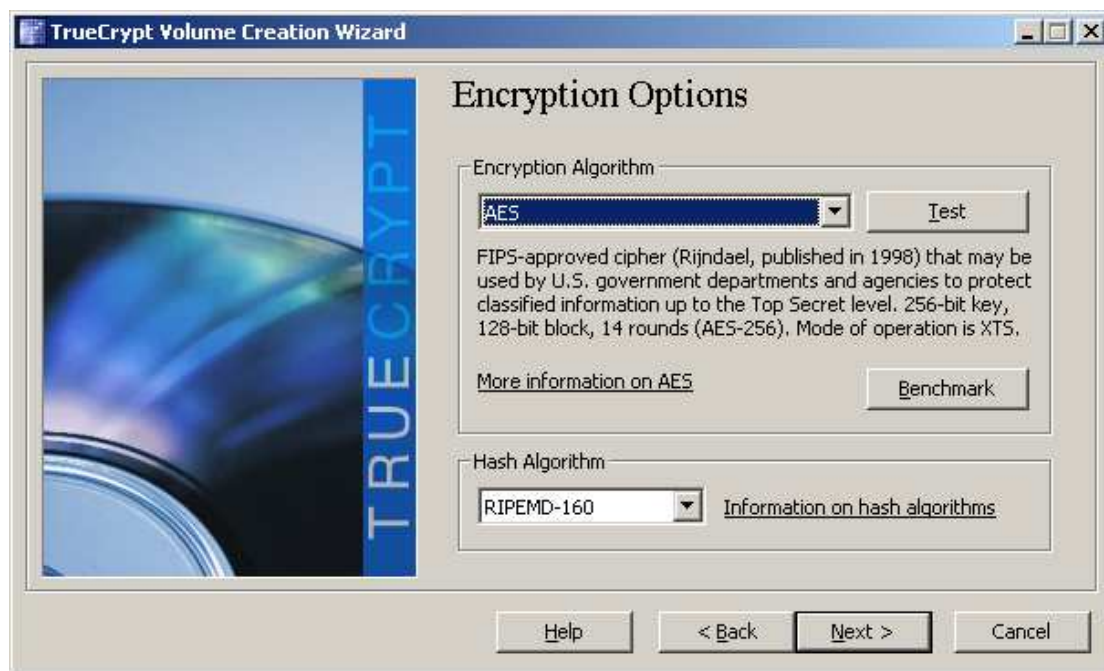 TrueCrypt Volume Creation Wizard
TRUECRYPT
Encryption Options
Encryption Algorithm
AES
Test
FIPS-approved cipher (Rijndael, published in 1998) that may be
used by U.S. government departments and agencies to protect
classified information up to the Top Secret level. 256-bit key,
128-bit block, 14 rounds (AES-256). Mode of operation is XTS.
More information on AES
Benchmark
Hash Algorithm
RIPEMD-160
Information on hash algorithms
Help
< Back
Next >
Cancel